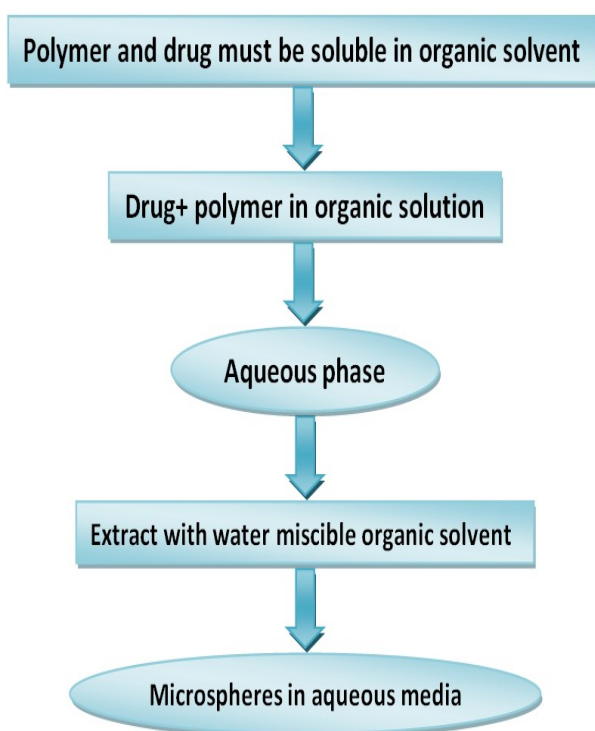 Polymer and drug must be soluble in organic solvent
Drug+ polymer in organic solution
Aqueous phase
Extract with water miscible organic solvent
Microspheres in aqueous media